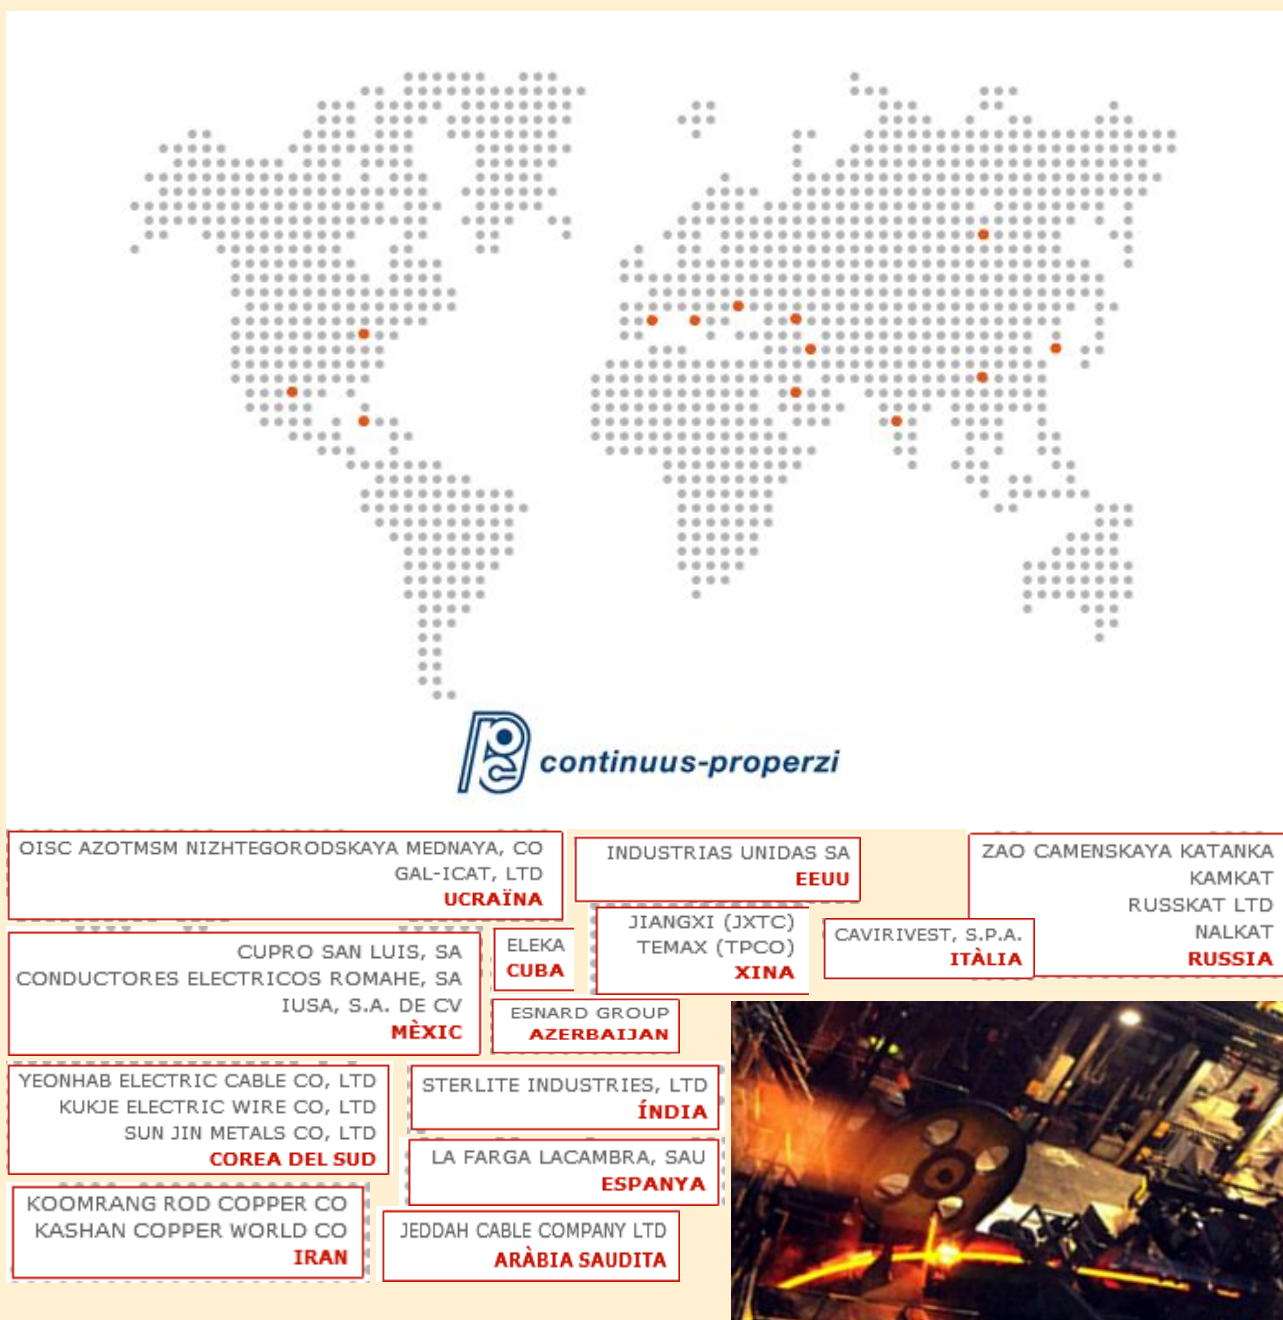 continuus-properzi
OISC AZOTMSM NIZHTEGORODSKAYA MEDNAYA, CO
GAL-ICAT, LTD
UCRAÏNA
INDUSTRIAS UNIDAS SA
EEUU
ZAO CAMENSKAYA KATANKA
KAMKAT
RUSSKAT LTD
NALKAT
RUSSIA
CUPRO SAN LUIS, SA
CONDUCTORES ELECTRICOS ROMAHE, SA
IUSA, S.A. DE CV
MÈXIC
ELEKA
CUBA
JIANGXI (JXTC)
TEMAX (TPCO)
XINA
CAVIRIVEST, S.P.A.
ITÀLIA
ESNARD GROUP
AZERBAIJAN
YEONHAB ELECTRIC CABLE CO, LTD
KUKJE ELECTRIC WIRE CO, LTD
SUN JIN METALS CO, LTD
COREA DEL SUD
STERLITE INDUSTRIES, LTD
ÍNDIA
LA FARGA LACAMBRA, SAU
ESPANYA
KOOMRANG ROD COPPER CO
KASHAN COPPER WORLD CO
IRAN
JEDDAH CABLE COMPANY LTD
ARÀBIA SAUDITA